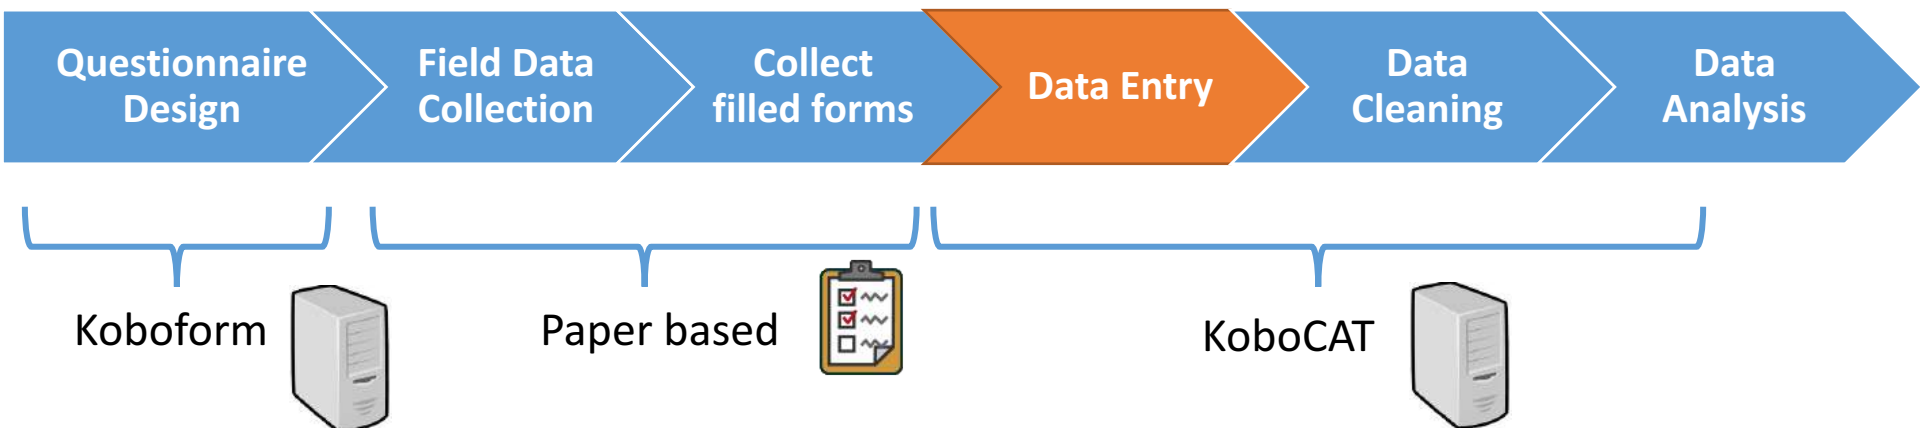 Questionnaire
Design
Field Data
Collection
Collect
filled forms
Data Entry
Data
Cleaning
Data
Analysis
Koboform
Paper based
KoboCAT